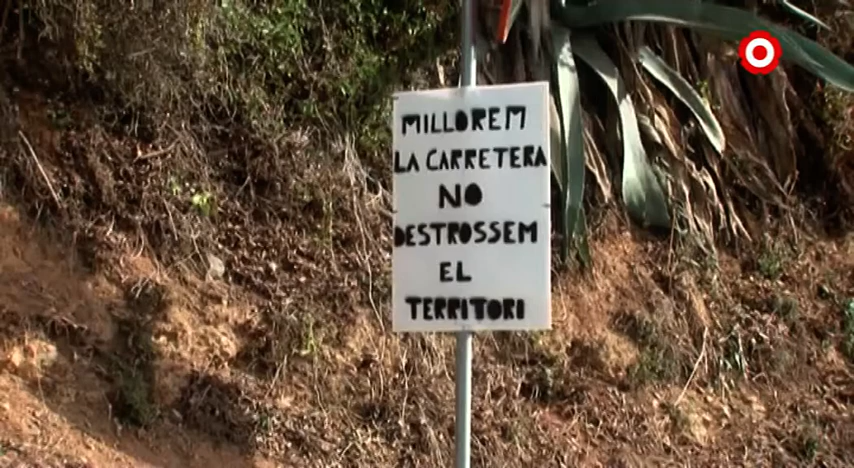 MILLOREM
LA CARRETERA
NO
DESTROSSEM
EL
TERRITORI